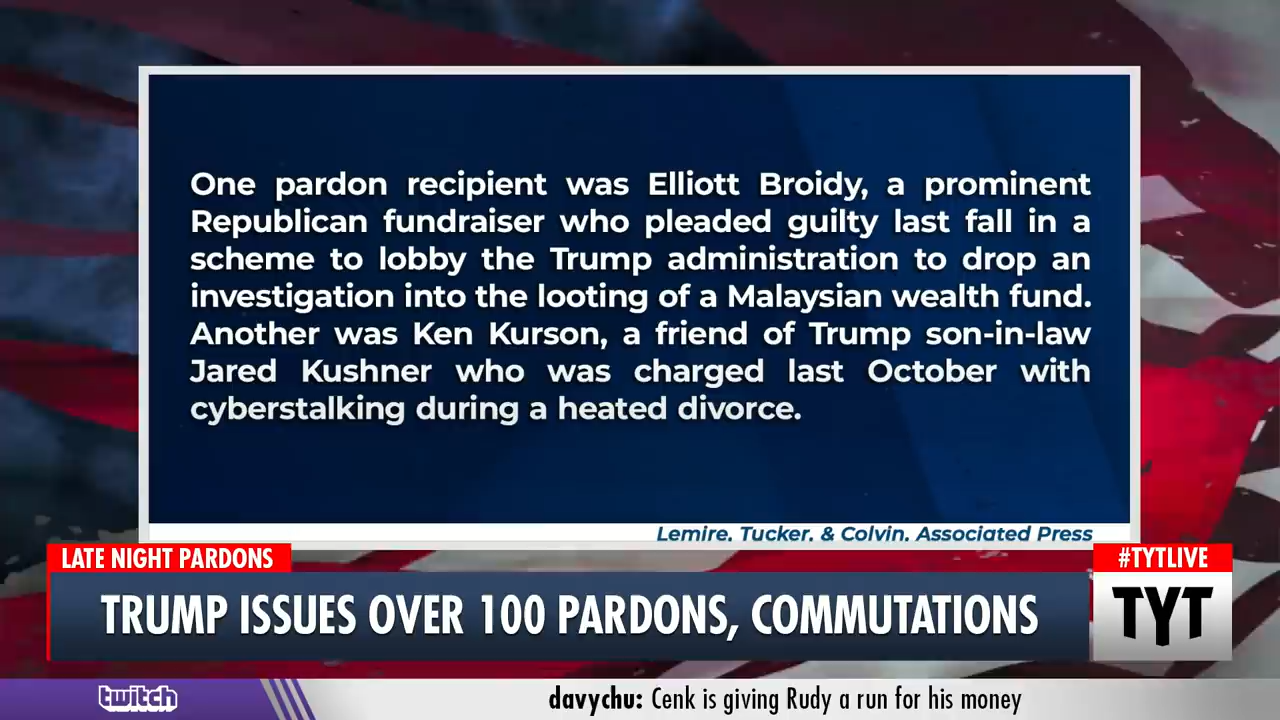 One pardon recipient was Elliott Broidy, a prominent
Republican fundraiser who pleaded guilty last fall in a
scheme to lobby the Trump administration to drop an
investigation into the looting of a Malaysian wealth fund.
Another was Ken Kurson, a friend of Trump son-in-law
Jared Kushner who was charged last October with
cyberstalking during a heated divorce.
Lemire, Tucker, & Colvin, Associated Press
LATE NIGHT PARDONS
#TYTLIVE
TRUMP ISSUES OVER 100 PARDONS, COMMUTATIONS
TYT
twitch
davychu: Cenk is giving Rudy a run for his money